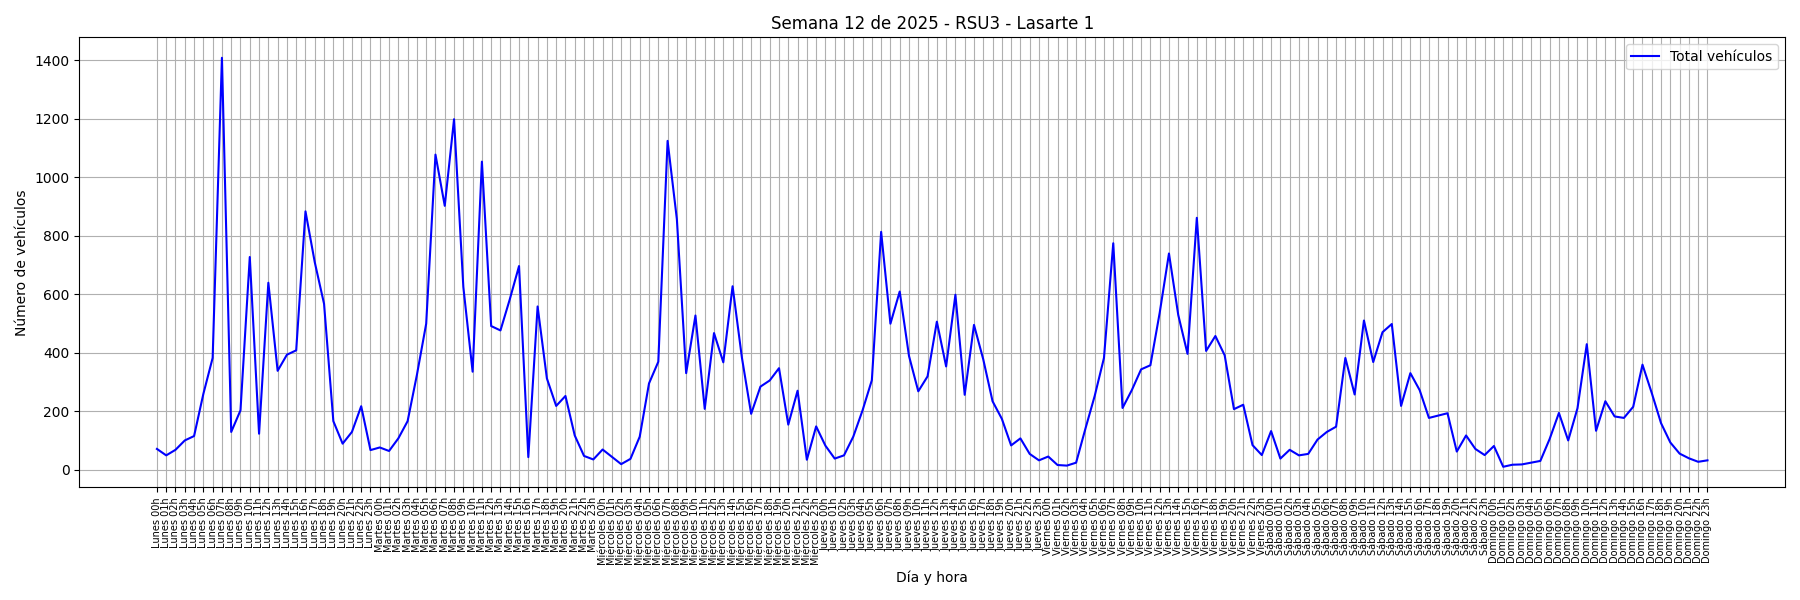 Semana 12 de 2025 - RSU3 - Lasarte 1
Total vehículos
Número de vehículos
1400
1200
1000
800
600
400
200
0
Lunes 00h
Lunes 01h
Lunes 02h
Lunes 03h
Lunes 04h
Lunes 05h
Lunes 06h
Lunes 07h
Lunes 08h
Lunes 09h
Lunes 10h
Lunes 11h
Lunes 12h
Lunes 13h
Lunes 14h
Lunes 15h
Lunes 16h
Lunes 17h
Lunes 18h
Lunes 19h
Lunes 20h
Lunes 21h
Lunes 22h
Lunes 23h
Martes 00h
Martes 01h
Martes 02h
Martes 03h
Martes 04h
Martes 05h
Martes 06h
Martes 07h
Martes 08h
Martes 09h
Martes 10h
Martes 11h
Martes 12h
Martes 13h
Martes 14h
Martes 15h
Martes 16h
Martes 17h
Martes 18h
Martes 19h
Martes 20h
Martes 21h
Martes 22h
Martes 23h
Miércoles 00h
Miércoles 01h
Miércoles 02h
Miércoles 03h
Miércoles 04h
Miércoles 05h
Miércoles 06h
Miércoles 07h
Miércoles 08h
Miércoles 09h
Miércoles 10h
Miércoles 11h
Miércoles 12h
Miércoles 13h
Miércoles 14h
Miércoles 15h
Miércoles 16h
Miércoles 17h
Miércoles 18h
Miércoles 19h
Miércoles 20h
Miércoles 21h
Miércoles 22h
Miércoles 23h
Jueves 00h
Jueves 01h
Jueves 02h
Jueves 03h
Jueves 04h
Jueves 05h
Jueves 06h
Jueves 07h
Jueves 08h
Jueves 09h
Jueves 10h
Jueves 11h
Jueves 12h
Jueves 13h
Jueves 14h
Jueves 15h
Jueves 16h
Jueves 17h
Jueves 18h
Jueves 19h
Jueves 20h
Jueves 21h
Jueves 22h
Jueves 23h
Viernes 00h
Viernes 01h
Viernes 02h
Viernes 03h
Viernes 04h
Viernes 05h
Viernes 06h
Viernes 07h
Viernes 08h
Viernes 09h
Viernes 10h
Viernes 11h
Viernes 12h
Viernes 13h
Viernes 14h
Viernes 15h
Viernes 16h
Viernes 17h
Viernes 18h
Viernes 19h
Viernes 20h
Viernes 21h
Viernes 22h
Viernes 23h
Sábado 00h
Sábado 01h
Sábado 02h
Sábado 03h
Sábado 04h
Sábado 05h
Sábado 06h
Sábado 07h
Sábado 08h
Sábado 09h
Sábado 10h
Sábado 11h
Sábado 12h
Sábado 13h
Sábado 14h
Sábado 15h
Sábado 16h
Sábado 17h
Sábado 18h
Sábado 19h
Sábado 20h
Sábado 21h
Sábado 22h
Sábado 23h
Domingo 00h
Domingo 01h
Domingo 02h
Domingo 03h
Domingo 04h
Domingo 05h
Domingo 06h
Domingo 07h
Domingo 08h
Domingo 09h
Domingo 10h
Domingo 11h
Domingo 12h
Domingo 13h
Domingo 14h
Domingo 15h
Domingo 16h
Domingo 17h
Domingo 18h
Domingo 19h
Domingo 20h
Domingo 21h
Domingo 22h
Domingo 23h
Día y hora